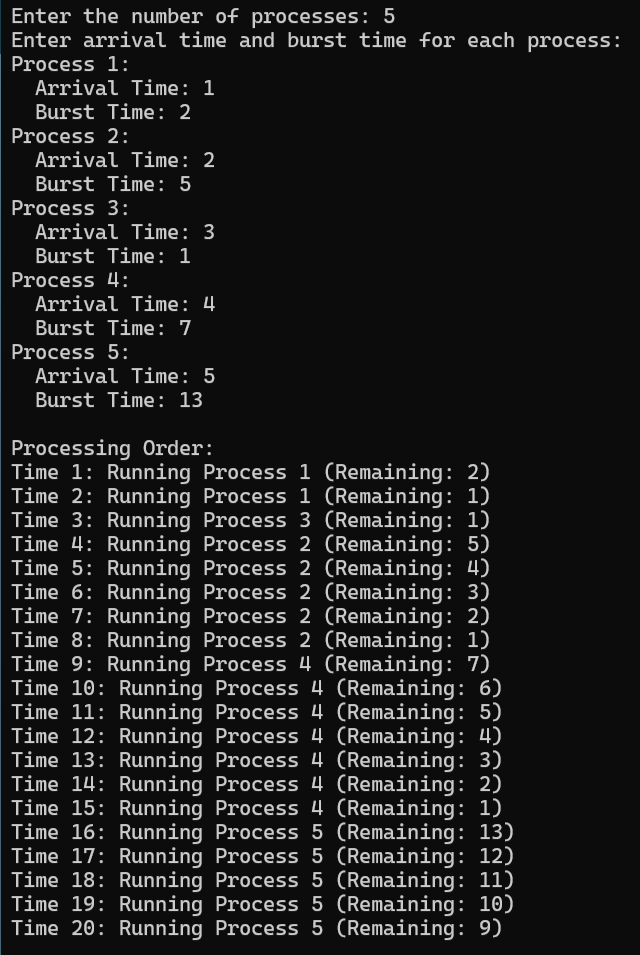 Enter the number of processes: 5
Enter arrival time and burst time for each process:
Process 1:
  Arrival Time: 1
  Burst Time: 2
Process 2:
  Arrival Time: 2
  Burst Time: 5
Process 3:
  Arrival Time: 3
  Burst Time: 1
Process 4:
  Arrival Time: 4
  Burst Time: 7
Process 5:
  Arrival Time: 5
  Burst Time: 13

Processing Order:
Time 1: Running Process 1 (Remaining: 2)
Time 2: Running Process 1 (Remaining: 1)
Time 3: Running Process 3 (Remaining: 1)
Time 4: Running Process 2 (Remaining: 5)
Time 5: Running Process 2 (Remaining: 4)
Time 6: Running Process 2 (Remaining: 3)
Time 7: Running Process 2 (Remaining: 2)
Time 8: Running Process 2 (Remaining: 1)
Time 9: Running Process 4 (Remaining: 7)
Time 10: Running Process 4 (Remaining: 6)
Time 11: Running Process 4 (Remaining: 5)
Time 12: Running Process 4 (Remaining: 4)
Time 13: Running Process 4 (Remaining: 3)
Time 14: Running Process 4 (Remaining: 2)
Time 15: Running Process 4 (Remaining: 1)
Time 16: Running Process 5 (Remaining: 13)
Time 17: Running Process 5 (Remaining: 12)
Time 18: Running Process 5 (Remaining: 11)
Time 19: Running Process 5 (Remaining: 10)
Time 20: Running Process 5 (Remaining: 9)